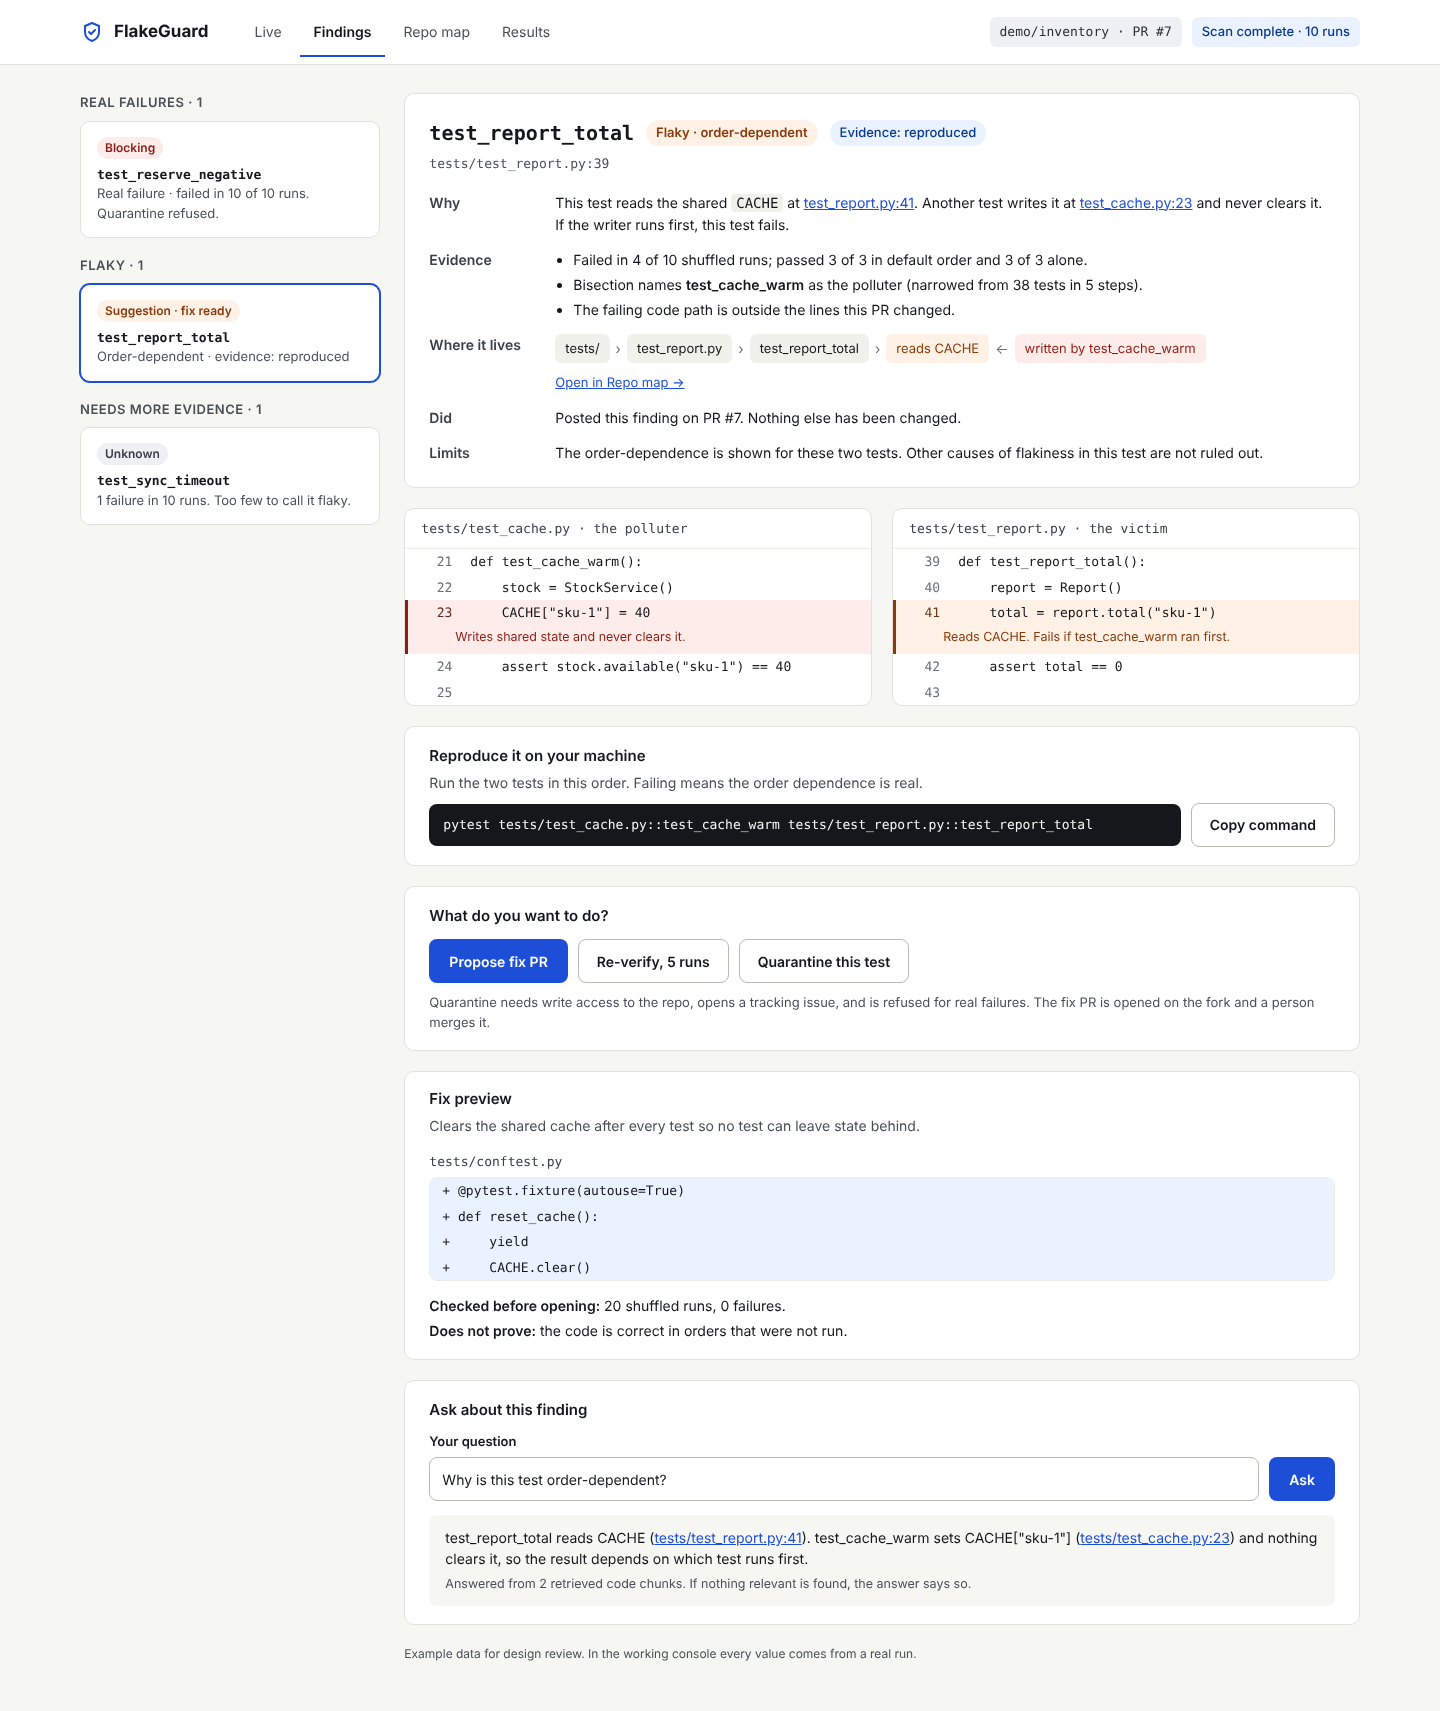 FlakeGuard
Live
Findings
Repo map
Results
demo/inventory · PR #7
Scan complete · 10 runs
REAL FAILURES · 1
Blocking
test_reserve_negative
Real failure · failed in 10 of 10 runs.
Quarantine refused.
FLAKY · 1
Suggestion · fix ready
test_report_total
Order-dependent · evidence: reproduced
NEEDS MORE EVIDENCE · 1
Unknown
test_sync_timeout
1 failure in 10 runs. Too few to call it flaky.
test_report_total Flaky · order-dependent Evidence: reproduced
tests/test_report.py:39
Why
This test reads the shared CACHE at test_report.py:41. Another test writes it at test_cache.py:23 and never clears it.
If the writer runs first, this test fails.
Evidence
• Failed in 4 of 10 shuffled runs; passed 3 of 3 in default order and 3 of 3 alone.
• Bisection names test_cache_warm as the polluter (narrowed from 38 tests in 5 steps).
• The failing code path is outside the lines this PR changed.
Where it lives
tests/ › test_report.py › test_report_total › reads CACHE ← written by test_cache_warm
Open in Repo map →
Did
Posted this finding on PR #7. Nothing else has been changed.
Limits
The order-dependence is shown for these two tests. Other causes of flakiness in this test are not ruled out.
tests/test_cache.py · the polluter
21 def test_cache_warm():
22     stock = StockService()
23     CACHE["sku-1"] = 40
Writes shared state and never clears it.
24     assert stock.available("sku-1") == 40
25
tests/test_report.py · the victim
39 def test_report_total():
40     report = Report()
41     total = report.total("sku-1")
Reads CACHE. Fails if test_cache_warm ran first.
42     assert total == 0
43
Reproduce it on your machine
Run the two tests in this order. Failing means the order dependence is real.
pytest tests/test_cache.py::test_cache_warm tests/test_report.py::test_report_total
Copy command
What do you want to do?
Propose fix PR
Re-verify, 5 runs
Quarantine this test
Quarantine needs write access to the repo, opens a tracking issue, and is refused for real failures. The fix PR is opened on the fork and a person
merges it.
Fix preview
Clears the shared cache after every test so no test can leave state behind.
tests/conftest.py
+ @pytest.fixture(autouse=True)
+ def reset_cache():
+     yield
+     CACHE.clear()
Checked before opening: 20 shuffled runs, 0 failures.
Does not prove: the code is correct in orders that were not run.
Ask about this finding
Your question
Why is this test order-dependent?
Ask
test_report_total reads CACHE (tests/test_report.py:41). test_cache_warm sets CACHE["sku-1"] (tests/test_cache.py:23) and nothing
clears it, so the result depends on which test runs first.
Answered from 2 retrieved code chunks. If nothing relevant is found, the answer says so.
Example data for design review. In the working console every value comes from a real run.